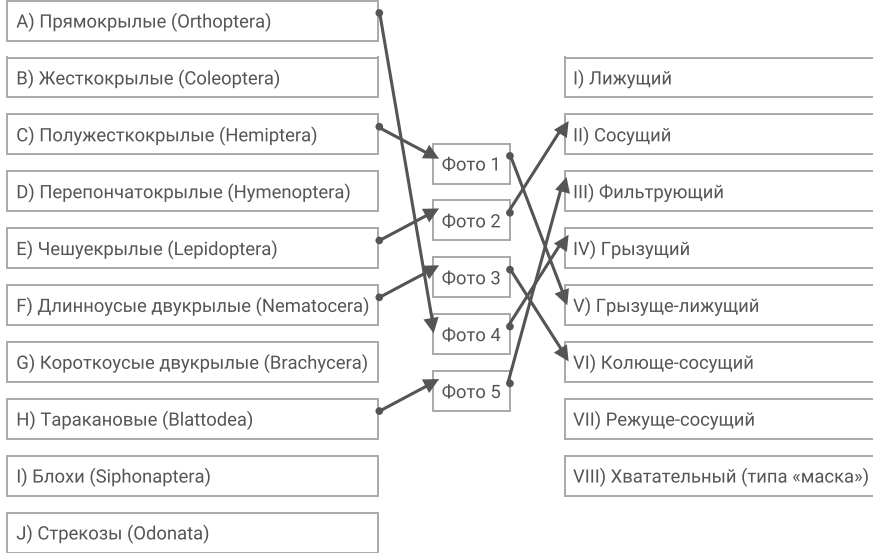 A) Прямокрылые (Orthoptera)
B) Жесткокрылые (Coleoptera)
C) Полужесткокрылые (Hemiptera)
D) Перепончатокрылые (Hymenoptera)
E) Чешуекрылые (Lepidoptera)
F) Длинноусые двукрылые (Nematocera)
G) Короткоусые двукрылые (Brachycera)
H) Таракановые (Blattodea)
I) Блохи (Siphonaptera)
J) Стрекозы (Odonata)
Фото 1
Фото 2
Фото 3
Фото 4
Фото 5
I) Лижущий
II) Сосущий
III) Фильтрующий
IV) Грызущий
V) Грызуще-лижущий
VI) Колюще-сосущий
VII) Режуще-сосущий
VIII) Хватательный (типа «маска»)